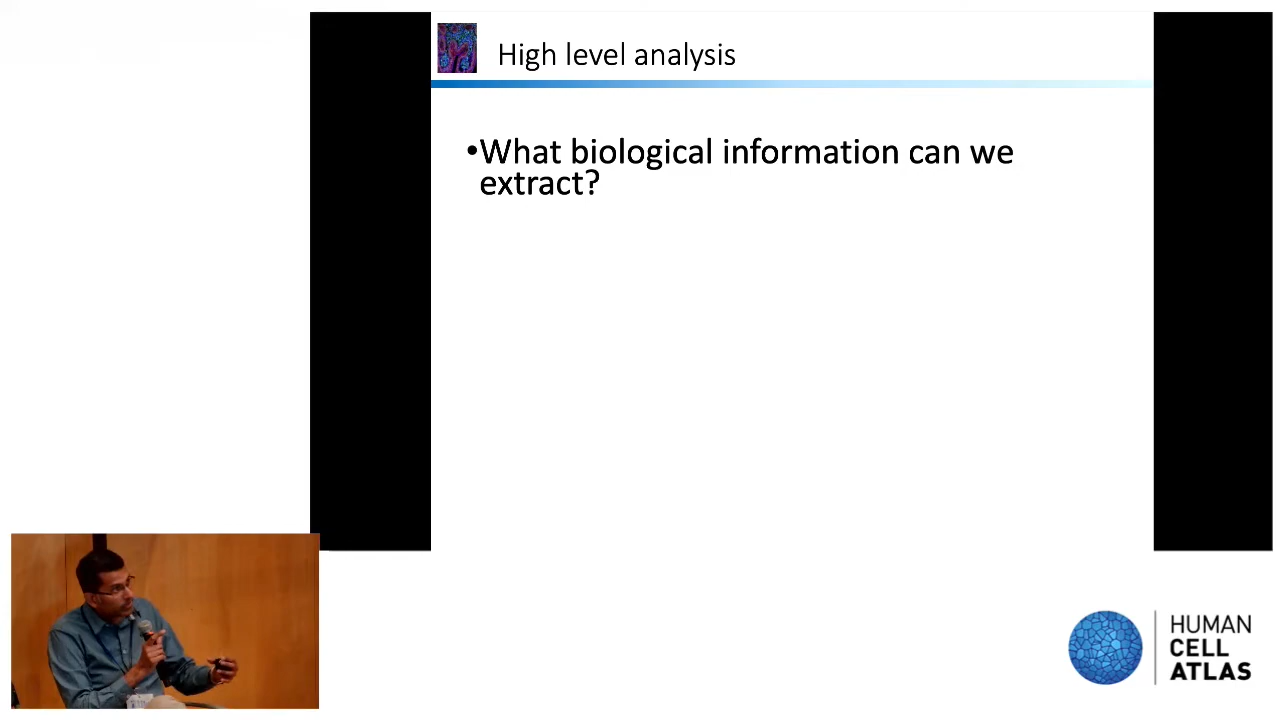 High level analysis
•What biological information can we
extract?
HUMAN
CELL
ATLAS